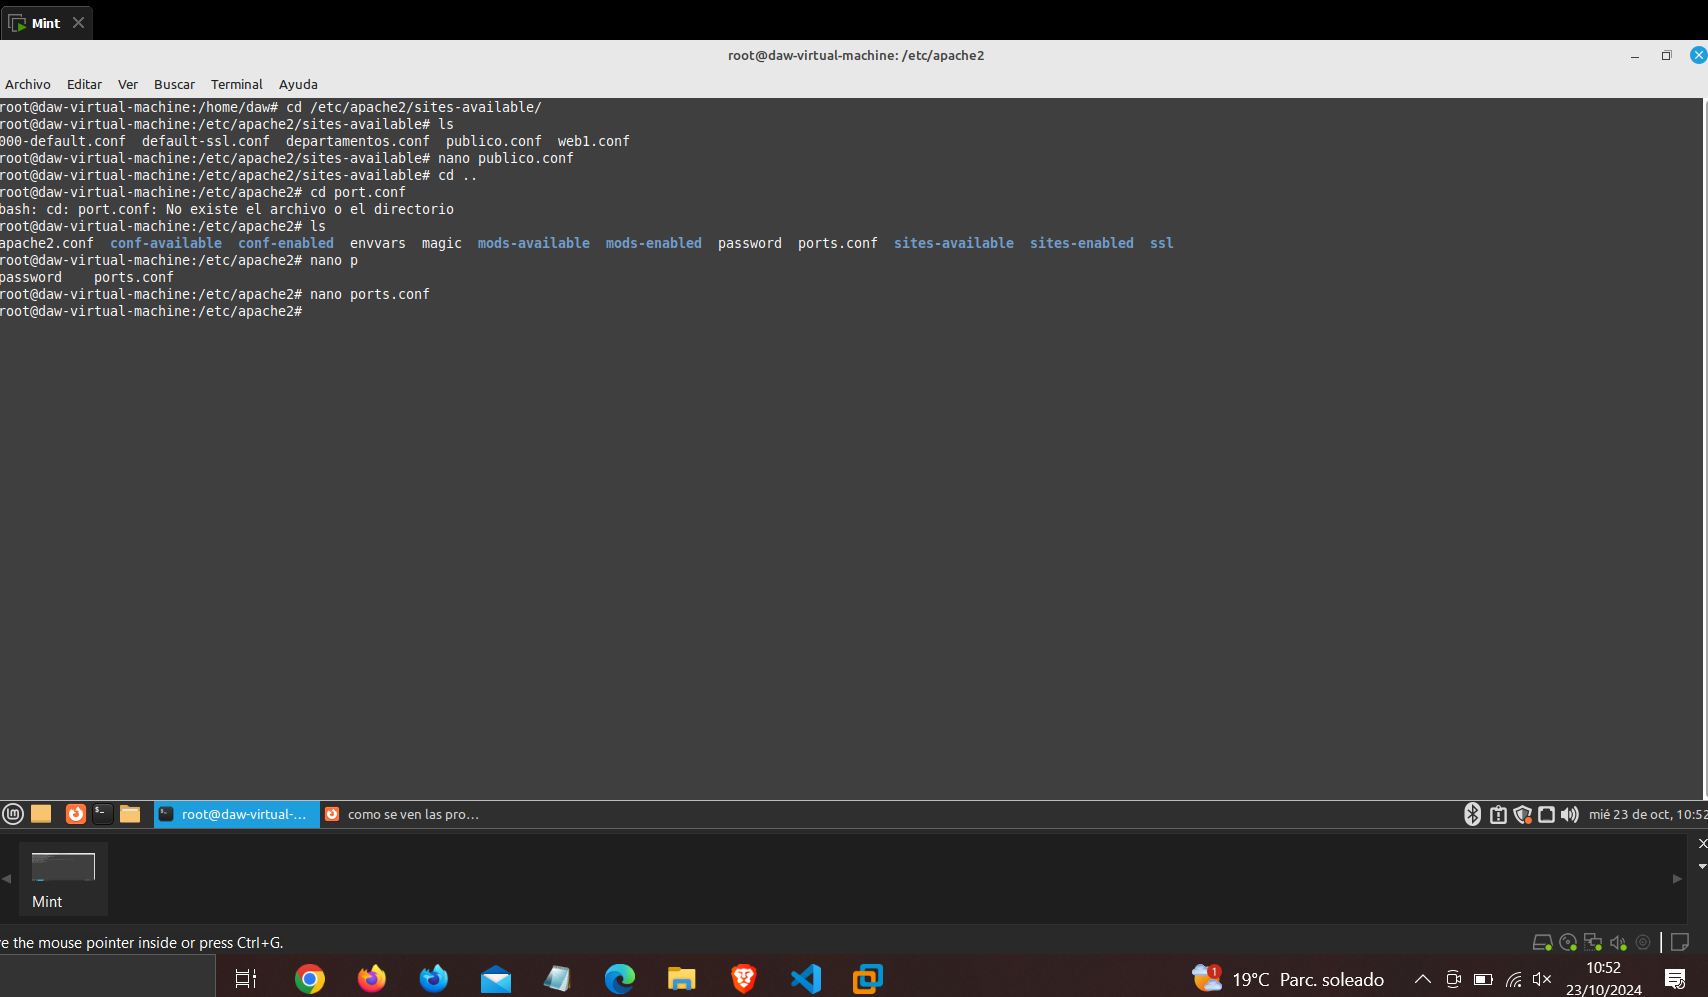 Mint
root@daw-virtual-machine: /etc/apache2
Archivo Editar Ver Buscar Terminal Ayuda
root@daw-virtual-machine:/home/daw# cd /etc/apache2/sites-available/
root@daw-virtual-machine:/etc/apache2/sites-available# ls
000-default.conf default-ssl.conf departamentos.conf publico.conf web1.conf
root@daw-virtual-machine:/etc/apache2/sites-available# nano publico.conf
root@daw-virtual-machine:/etc/apache2/sites-available# cd ..
root@daw-virtual-machine:/etc/apache2# cd port.conf
bash: cd: port.conf: No existe el archivo o el directorio
root@daw-virtual-machine:/etc/apache2# ls
apache2.conf conf-available conf-enabled envvars magic mods-available mods-enabled password ports.conf sites-available sites-enabled ssl
root@daw-virtual-machine:/etc/apache2# nano p
password ports.conf
root@daw-virtual-machine:/etc/apache2# nano ports.conf
root@daw-virtual-machine:/etc/apache2#
root@daw-virtual-... como se ven las pro... mié 23 de oct, 10:52
Mint
e the mouse pointer inside or press Ctrl+G.
1 19°C Parc. soleado 10:52
23/10/2024